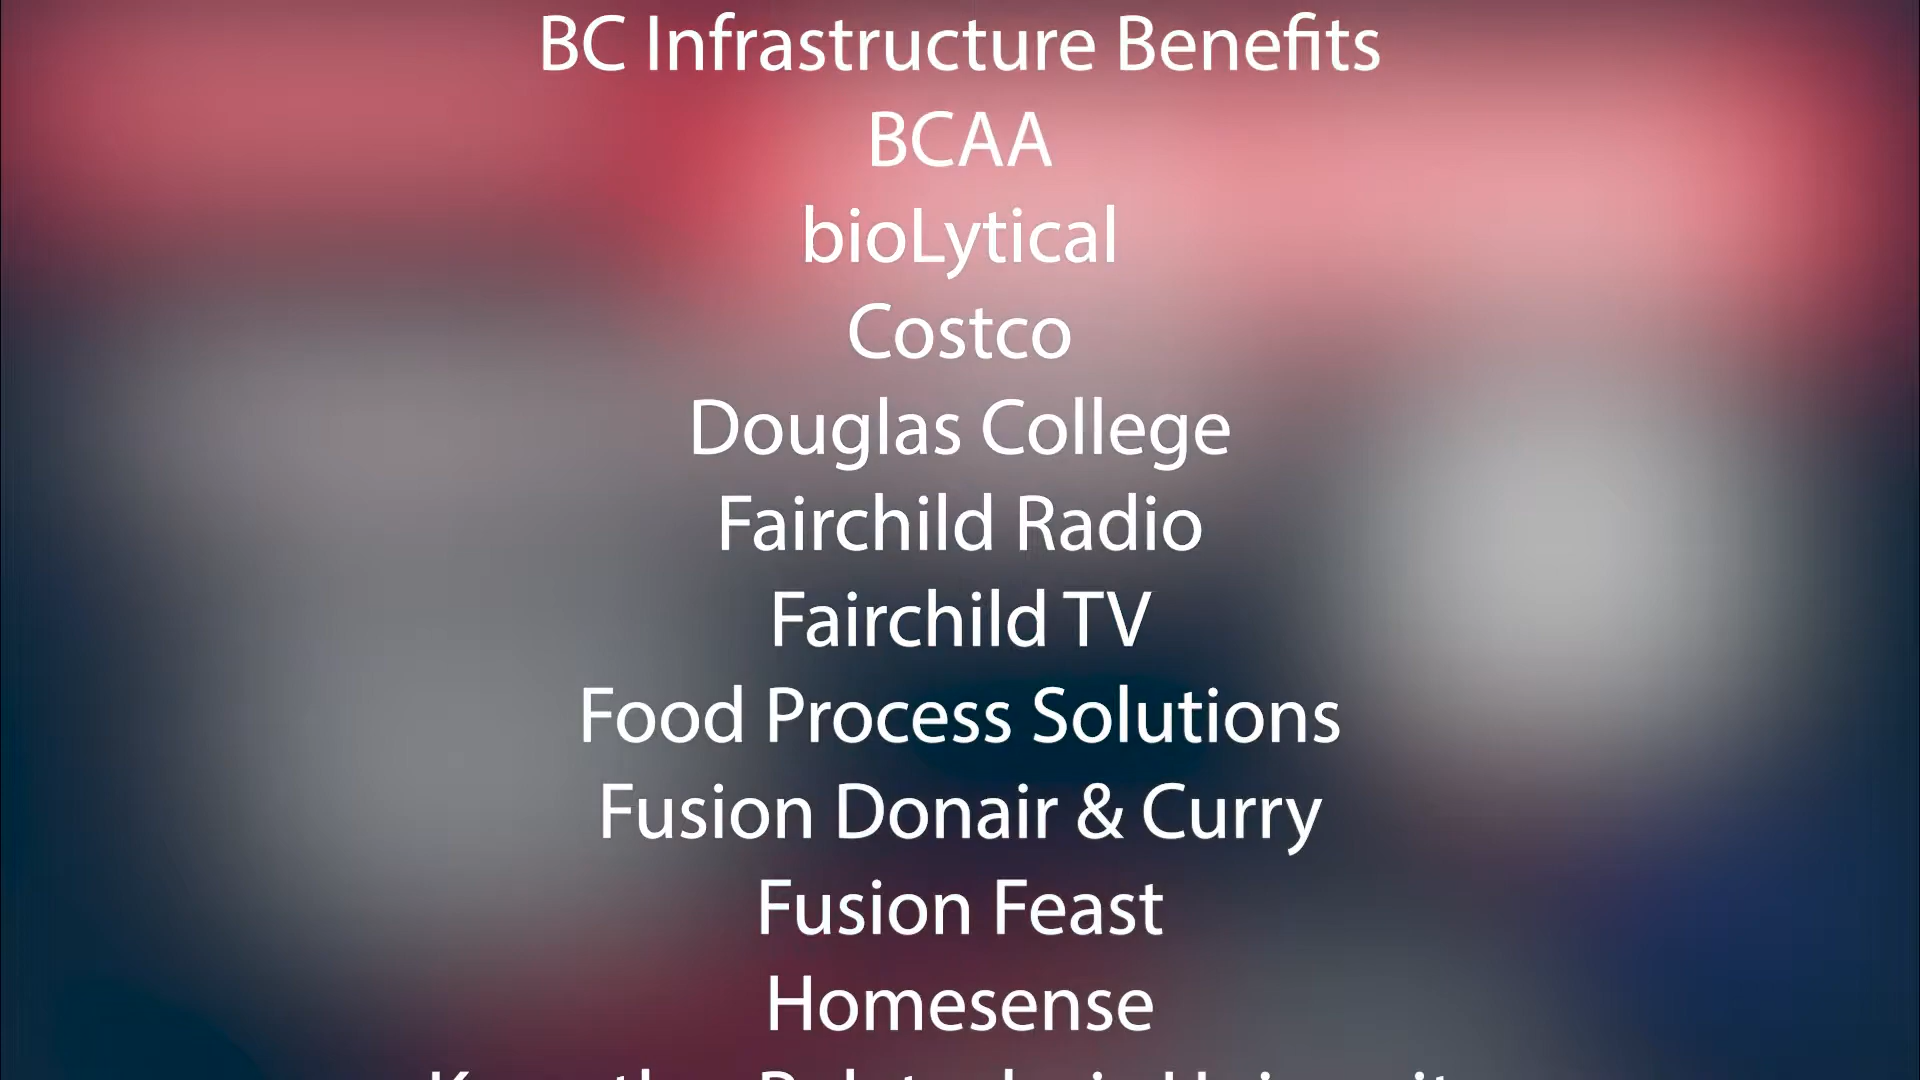 BC Infrastructure Benefits
BCAA
bioLytical
Costco
Douglas College
Fairchild Radio
Fairchild TV
Food Process Solutions
Fusion Donair & Curry
Fusion Feast
Homesense